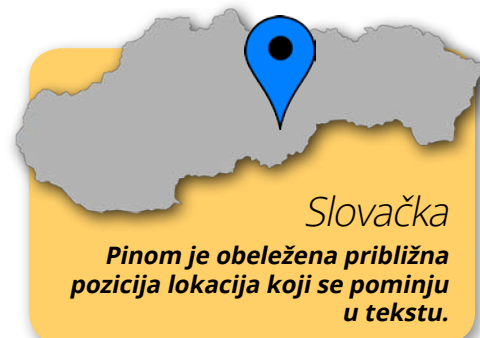 Slovačka
Pinom je obeležena približna
pozicija lokacija koji se pominju
u tekstu.